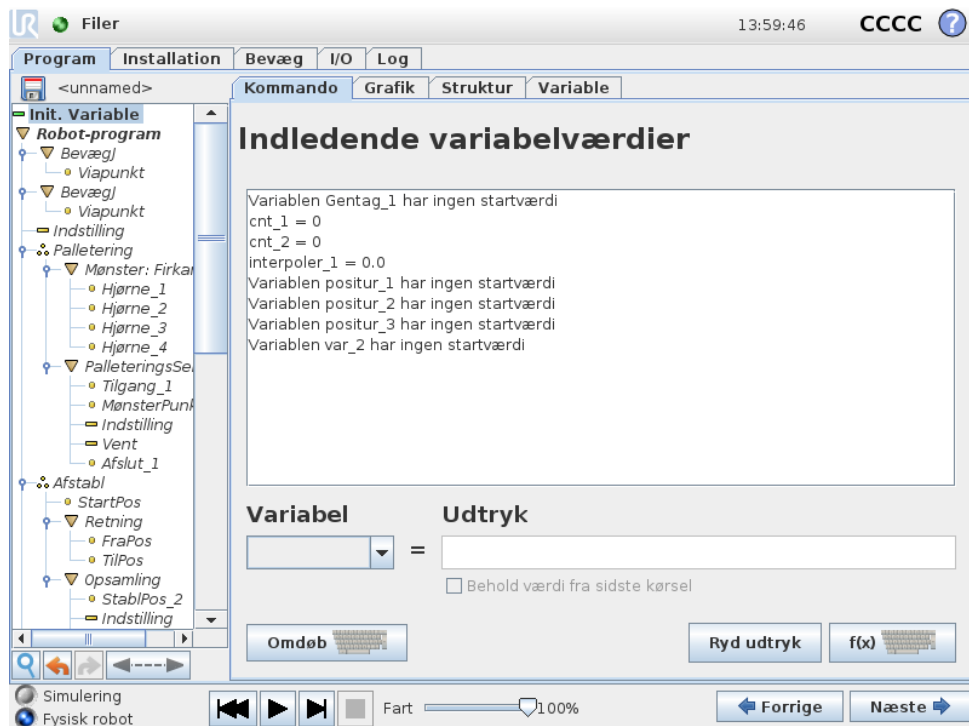 UR Filer 13:59:46 CCCC ?
Program Installation Bevæg I/O Log
<unnamed>
Kommando Grafik Struktur Variable
Init. Variable
Robot-program
BevægJ
Viapunkt
BevægJ
Viapunkt
Indstilling
Palletering
Mønster: Firkan
Hjørne_1
Hjørne_2
Hjørne_3
Hjørne_4
PalleteringsSe
Tilgang_1
MønsterPunk
Indstilling
Vent
Afslut_1
Afstabl
StartPos
Retning
FraPos
TilPos
Opsamling
StablPos_2
Indstilling
Indledende variabelværdier
Variablen Gentag_1 har ingen startværdi
cnt_1 = 0
cnt_2 = 0
interpoler_1 = 0.0
Variablen positur_1 har ingen startværdi
Variablen positur_2 har ingen startværdi
Variablen positur_3 har ingen startværdi
Variablen var_2 har ingen startværdi
Variabel Udtryk
=
Behold værdi fra sidste kørsel
Omdøb Ryd udtryk f(x)
Simulering
Fysisk robot
Fart 100%
Forrige Næste